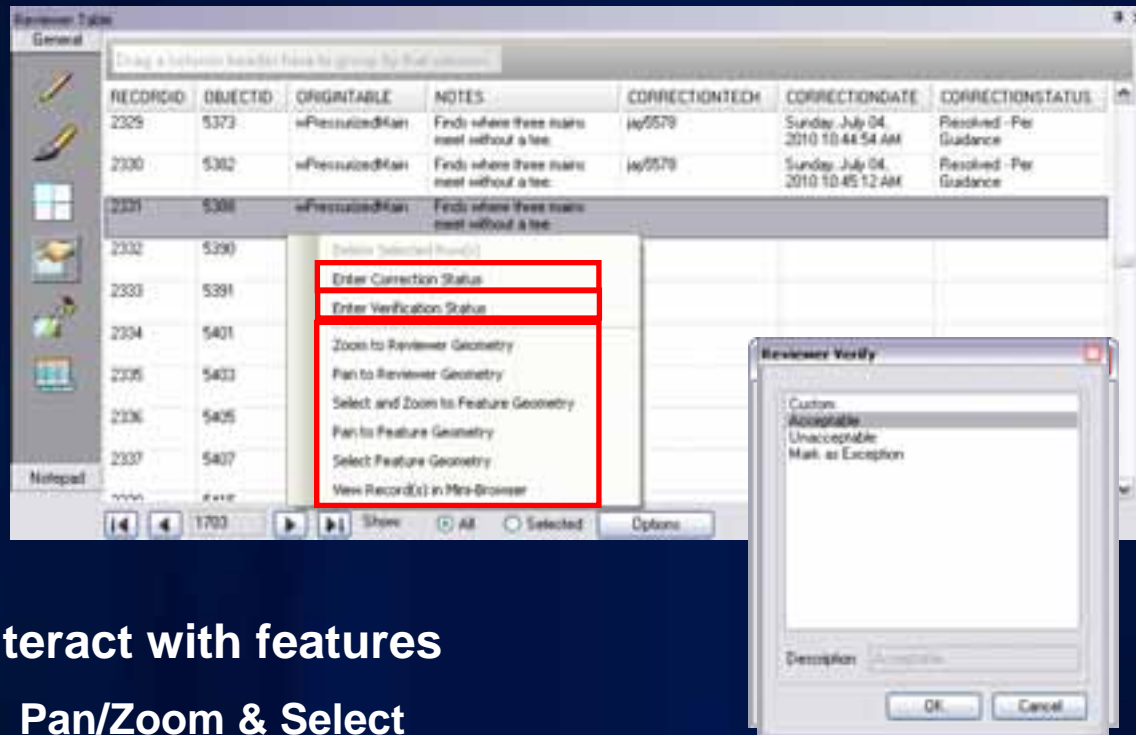 Reviewer Table
General
Drag a column header here to group by that column.
RECORDID OBJECTID ORIGINTABLE NOTES CORRECTIONTECH CORRECTIONDATE CORRECTIONSTATUS
2329 5373 wPressurizedMain Finds where three mains meet without a tee. jay5578 Sunday, July 04, 2010 10:44:54 AM Resolved - Per Guidance
2330 5382 wPressurizedMain Finds where three mains meet without a tee. jay5578 Sunday, July 04, 2010 10:45:12 AM Resolved - Per Guidance
2331 5388 wPressurizedMain Finds where three mains meet without a tee.
2332 5390
2333 5391
2334 5401
2335 5403
2336 5405
2337 5407
Delete Selected Row(s)
Enter Correction Status
Enter Verification Status
Zoom to Reviewer Geometry
Pan to Reviewer Geometry
Select and Zoom to Feature Geometry
Pan to Feature Geometry
Select Feature Geometry
View Record(s) in Mini-Browser
Notepad
1703 Show: All Selected Options
Reviewer Verify
Custom
Acceptable
Unacceptable
Mark as Exception
Description Acceptable
OK Cancel
teract with features
Pan/Zoom & Select